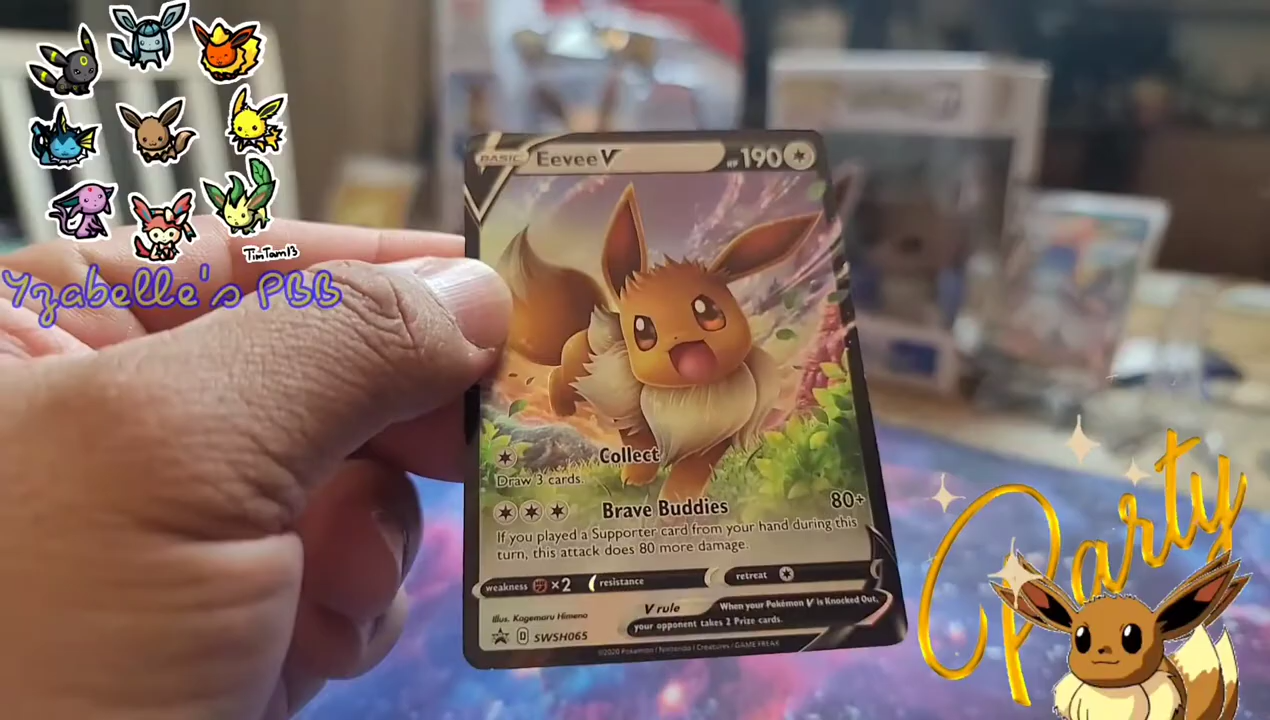 TimTam13
Yzabelle's PBB
BASIC Eevee V HP 190
Collect
Draw 3 cards.
Brave Buddies 80+
If you played a Supporter card from your hand during this
turn, this attack does 80 more damage.
weakness ×2 resistance retreat
V rule When your Pokémon V is Knocked Out,
your opponent takes 2 Prize cards.
Illus. Kagemaru Himeno
D SWSH065
©2020 Pokémon / Nintendo / Creatures / GAME FREAK
Party